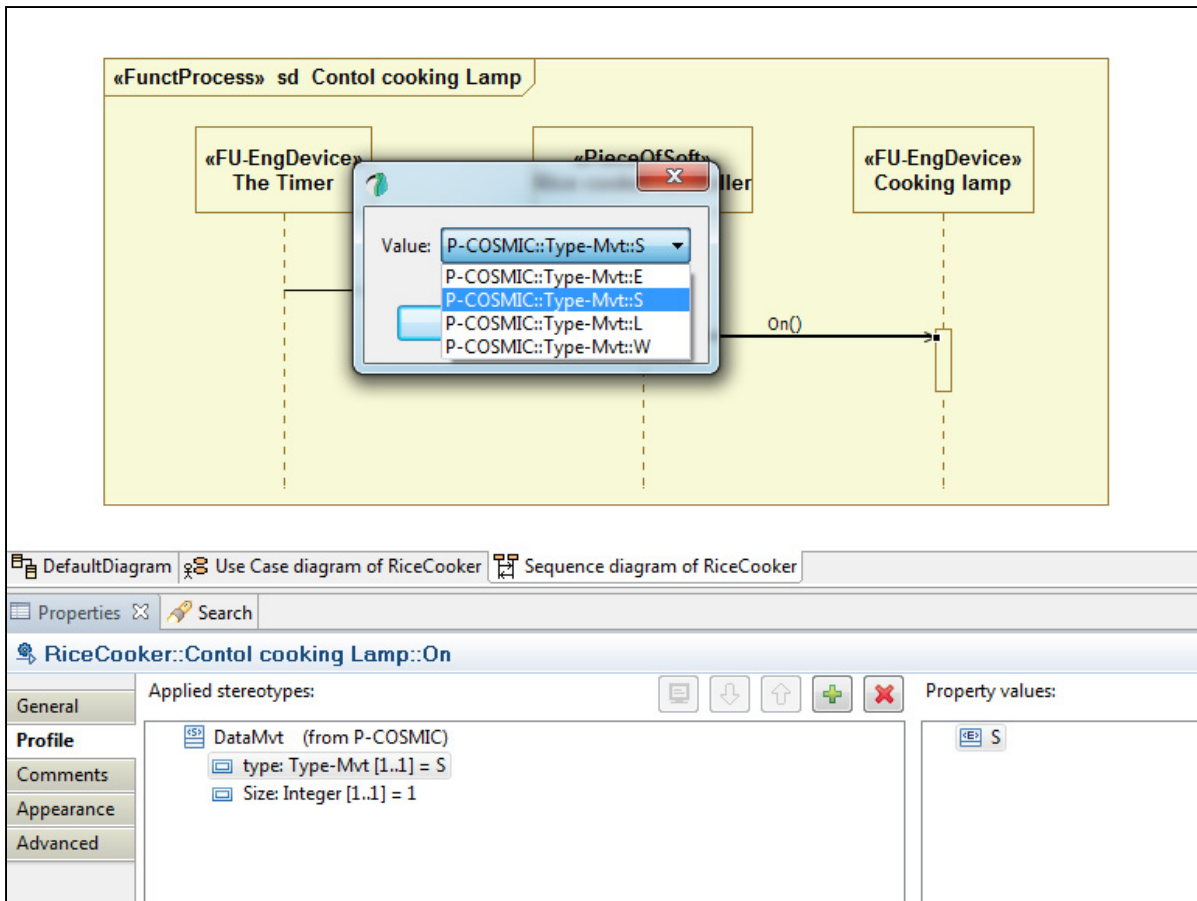 «FunctProcess» sd Contol cooking Lamp
«FU-EngDevice»
The Timer
«PieceOfSoft»
ller
«FU-EngDevice»
Cooking lamp
X
Value: P-COSMIC::Type-Mvt::S
P-COSMIC::Type-Mvt::E
P-COSMIC::Type-Mvt::S
P-COSMIC::Type-Mvt::L
P-COSMIC::Type-Mvt::W
On()
DefaultDiagram Use Case diagram of RiceCooker Sequence diagram of RiceCooker
Properties Search
RiceCooker::Contol cooking Lamp::On
General
Profile
Comments
Appearance
Advanced
Applied stereotypes:
<S> DataMvt (from P-COSMIC)
type: Type-Mvt [1..1] = S
Size: Integer [1..1] = 1
Property values:
<E> S